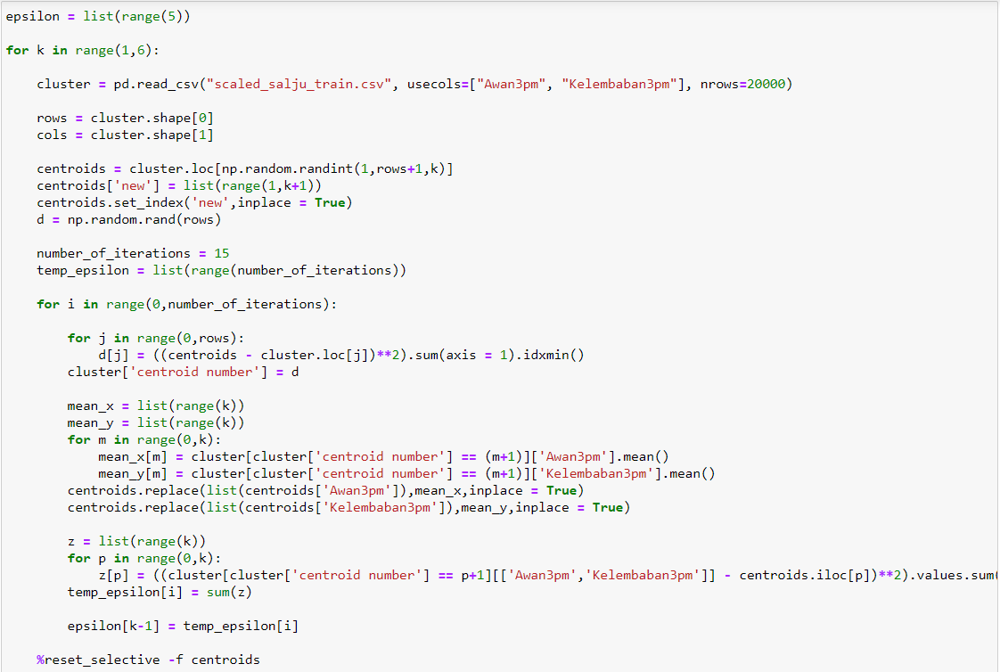 epsilon = list(range(5))
for k in range(1,6):
cluster = pd.read_csv("scaled_salju_train.csv", usecols=["Awan3pm", "Kelembaban3pm"], nrows=20000)
rows = cluster.shape[0]
cols = cluster.shape[1]
centroids = cluster.loc[np.random.randint(1,rows+1,k)]
centroids['new'] = list(range(1,k+1))
centroids.set_index('new',inplace = True)
d = np.random.rand(rows)
number_of_iterations = 15
temp_epsilon = list(range(number_of_iterations))
for i in range(0,number_of_iterations):
for j in range(0,rows):
d[j] = ((centroids - cluster.loc[j])**2).sum(axis = 1).idxmin()
cluster['centroid number'] = d
mean_x = list(range(k))
mean_y = list(range(k))
for m in range(0,k):
mean_x[m] = cluster[cluster['centroid number'] == (m+1)]['Awan3pm'].mean()
mean_y[m] = cluster[cluster['centroid number'] == (m+1)]['Kelembaban3pm'].mean()
centroids.replace(list(centroids['Awan3pm']),mean_x,inplace = True)
centroids.replace(list(centroids['Kelembaban3pm']),mean_y,inplace = True)
z = list(range(k))
for p in range(0,k):
z[p] = ((cluster[cluster['centroid number'] == p+1][['Awan3pm','Kelembaban3pm']] - centroids.iloc[p])**2).values.sum(
temp_epsilon[i] = sum(z)
epsilon[k-1] = temp_epsilon[i]
%reset_selective -f centroids